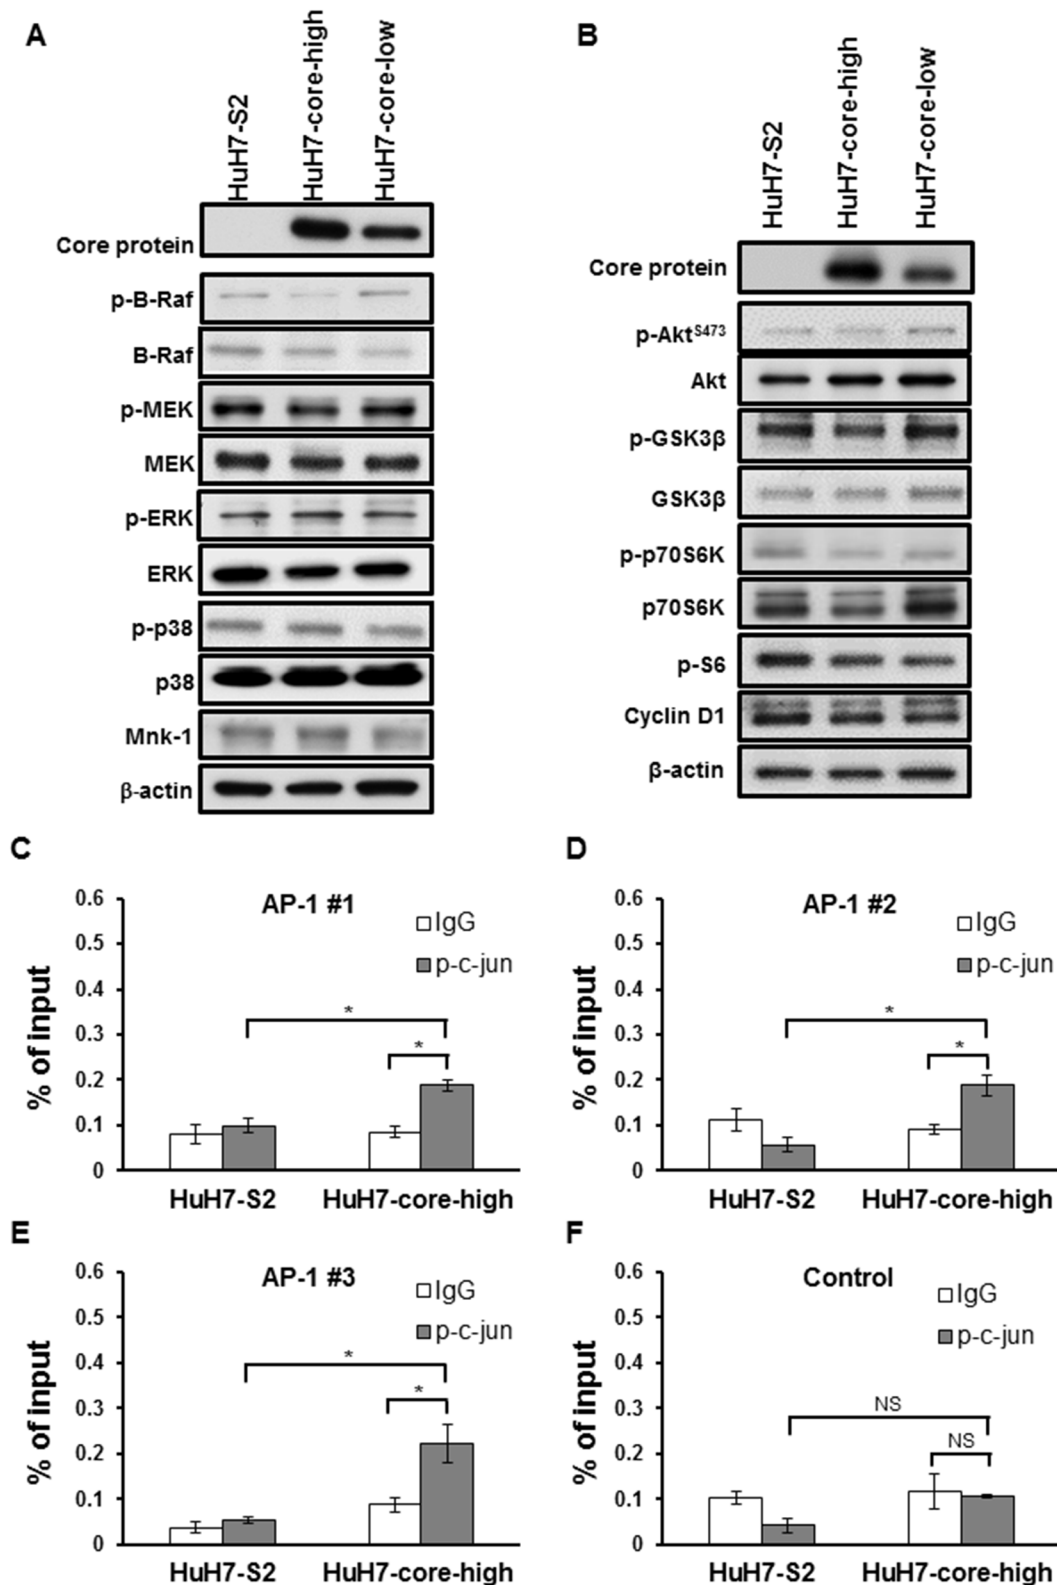 A
HuH7-S2
HuH7-core-high
HuH7-core-low
Core protein
p-B-Raf
B-Raf
p-MEK
MEK
p-ERK
ERK
p-p38
p38
Mnk-1
β-actin
B
HuH7-S2
HuH7-core-high
HuH7-core-low
Core protein
p-Akt^S473
Akt
p-GSK3β
GSK3β
p-p70S6K
p70S6K
p-S6
Cyclin D1
β-actin
C
AP-1 #1
IgG
p-c-jun
% of input
0.6
0.5
0.4
0.3
0.2
0.1
0
*
*
HuH7-S2 HuH7-core-high
D
AP-1 #2
IgG
p-c-jun
% of input
0.6
0.5
0.4
0.3
0.2
0.1
0
*
*
HuH7-S2 HuH7-core-high
E
AP-1 #3
IgG
p-c-jun
% of input
0.6
0.5
0.4
0.3
0.2
0.1
0
*
*
HuH7-S2 HuH7-core-high
F
Control
IgG
p-c-jun
% of input
0.6
0.5
0.4
0.3
0.2
0.1
0
NS
NS
HuH7-S2 HuH7-core-high